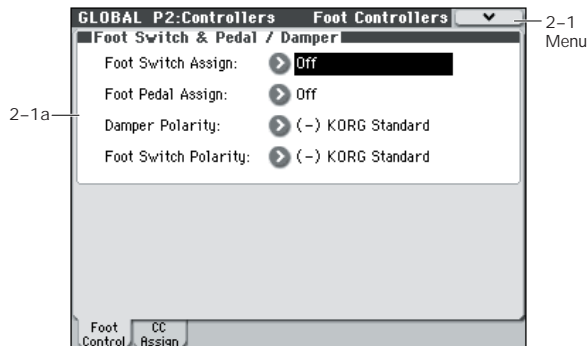 GLOBAL P2:Controllers Foot Controllers
2–1 Menu
Foot Switch & Pedal / Damper
Foot Switch Assign: Off
Foot Pedal Assign: Off
2–1a
Damper Polarity: (-) KORG Standard
Foot Switch Polarity: (-) KORG Standard
Foot Control
CC Assign